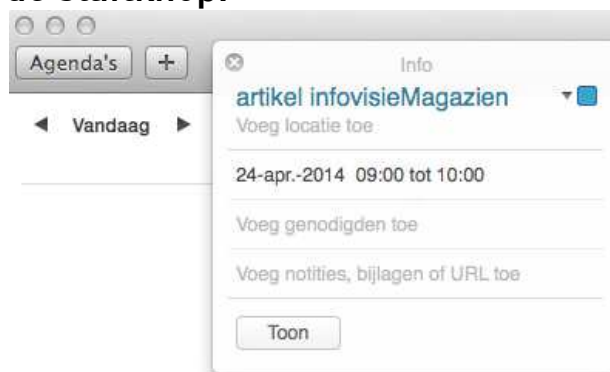 Agenda's +
Info
artikel infovisieMagazien
Vandaag
Voeg locatie toe
24-apr.-2014 09:00 tot 10:00
Voeg genodigden toe
Voeg notities, bijlagen of URL toe
Toon